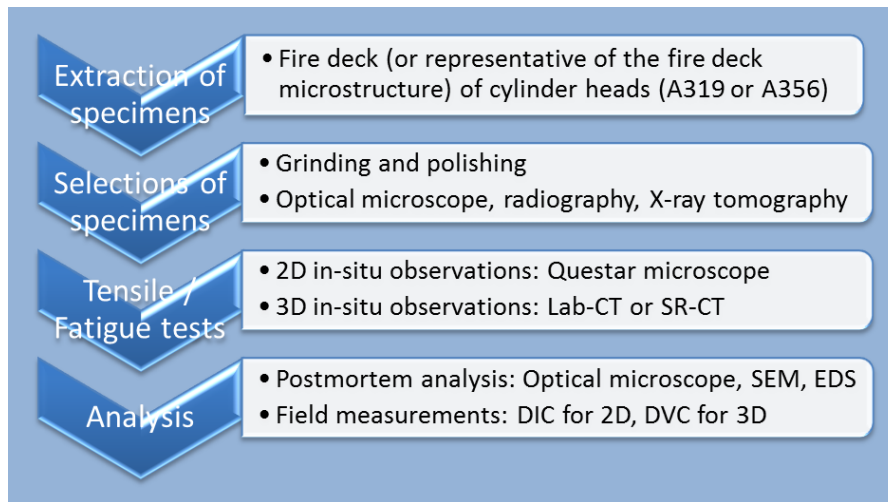 Extraction of
specimens
• Fire deck (or representative of the fire deck
microstructure) of cylinder heads (A319 or A356)
Selections of
specimens
• Grinding and polishing
• Optical microscope, radiography, X-ray tomography
Tensile /
Fatigue tests
• 2D in-situ observations: Questar microscope
• 3D in-situ observations: Lab-CT or SR-CT
Analysis
• Postmortem analysis: Optical microscope, SEM, EDS
• Field measurements: DIC for 2D, DVC for 3D